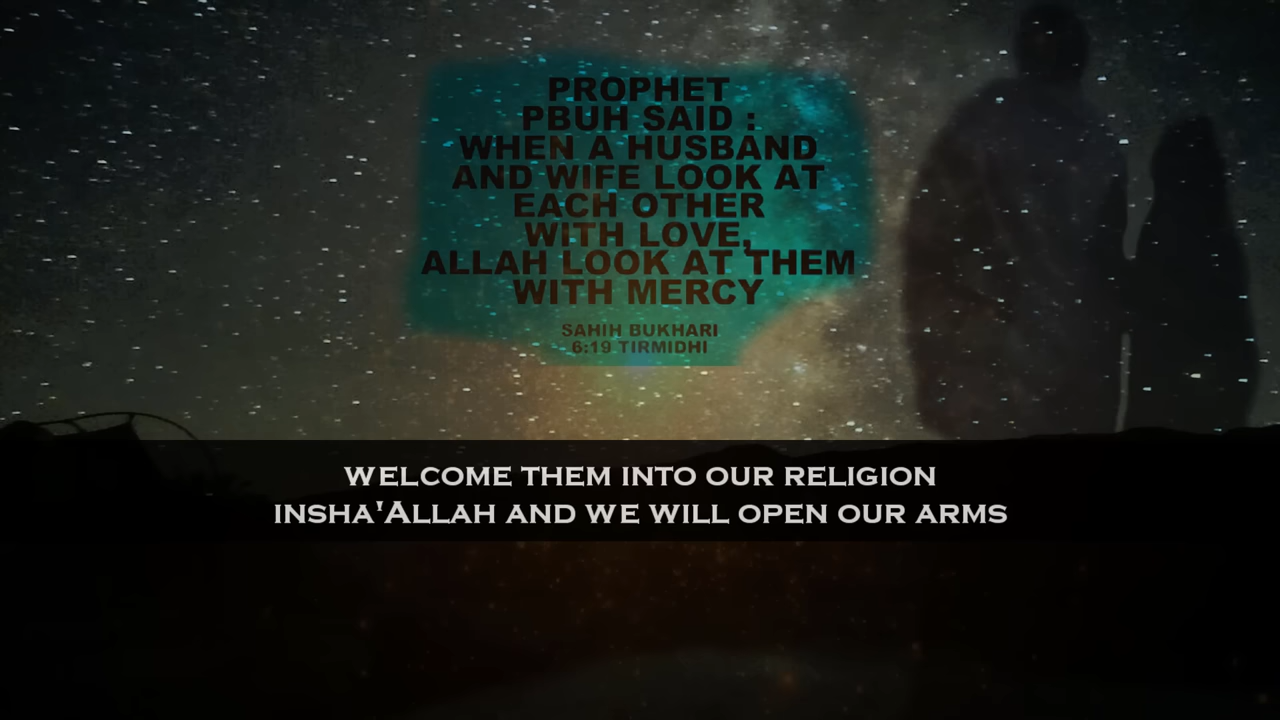 PROPHET
PBUH SAID :
WHEN A HUSBAND
AND WIFE LOOK AT
EACH OTHER
WITH LOVE,
ALLAH LOOK AT THEM
WITH MERCY
SAHIH BUKHARI
6:19 TIRMIDHI
WELCOME THEM INTO OUR RELIGION
INSHA'ALLAH AND WE WILL OPEN OUR ARMS